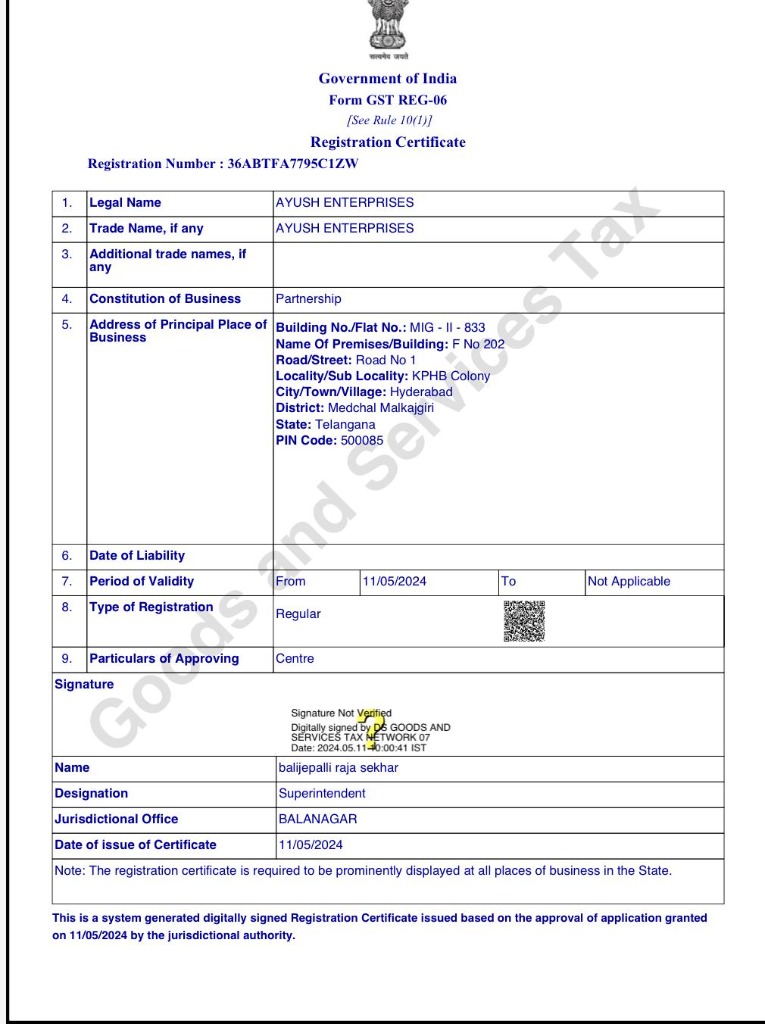 सत्यमेव जयते
Government of India
Form GST REG-06
[See Rule 10(1)]
Registration Certificate
Registration Number : 36ABTFA7795C1ZW
1. Legal Name AYUSH ENTERPRISES
2. Trade Name, if any AYUSH ENTERPRISES
3. Additional trade names, if
any
4. Constitution of Business Partnership
5. Address of Principal Place of
Business
Building No./Flat No.: MIG - II - 833
Name Of Premises/Building: F No 202
Road/Street: Road No 1
Locality/Sub Locality: KPHB Colony
City/Town/Village: Hyderabad
District: Medchal Malkajgiri
State: Telangana
PIN Code: 500085
6. Date of Liability
7. Period of Validity From 11/05/2024 To Not Applicable
8. Type of Registration Regular
9. Particulars of Approving Centre
Goods and Services Tax
Signature
Signature Not Verified
Digitally signed by DS GOODS AND
SERVICES TAX NETWORK 07
Date: 2024.05.11 10:00:41 IST
Name balijepalli raja sekhar
Designation Superintendent
Jurisdictional Office BALANAGAR
Date of issue of Certificate 11/05/2024
Note: The registration certificate is required to be prominently displayed at all places of business in the State.
This is a system generated digitally signed Registration Certificate issued based on the approval of application granted
on 11/05/2024 by the jurisdictional authority.